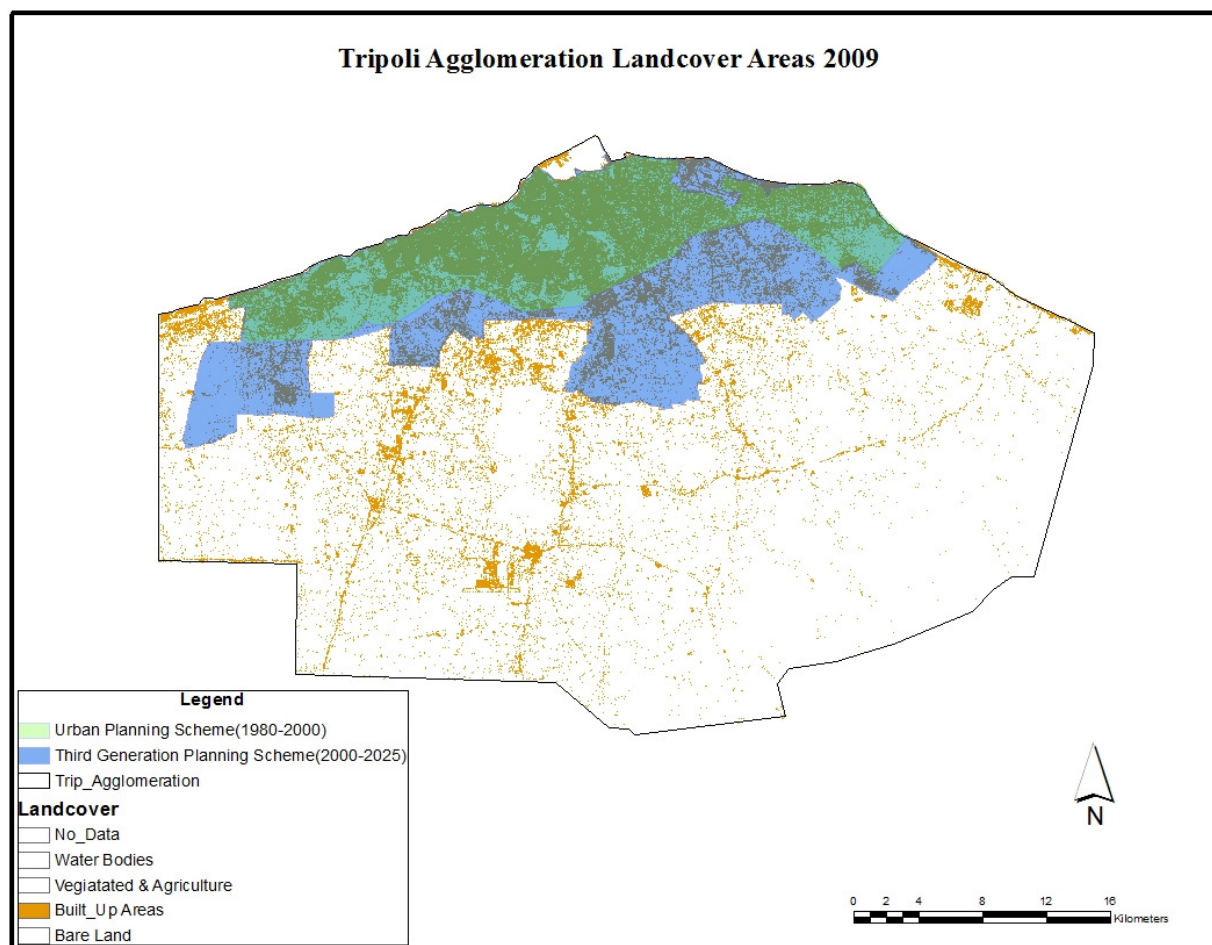 Tripoli Agglomeration Landcover Areas 2009
Legend
Urban Planning Scheme(1980-2000)
Third Generation Planning Scheme(2000-2025)
Trip_Agglomeration
Landcover
No_Data
Water Bodies
Vegiatated & Agriculture
Built_Up Areas
Bare Land
N
0 2 4 8 12 16
Kilometers